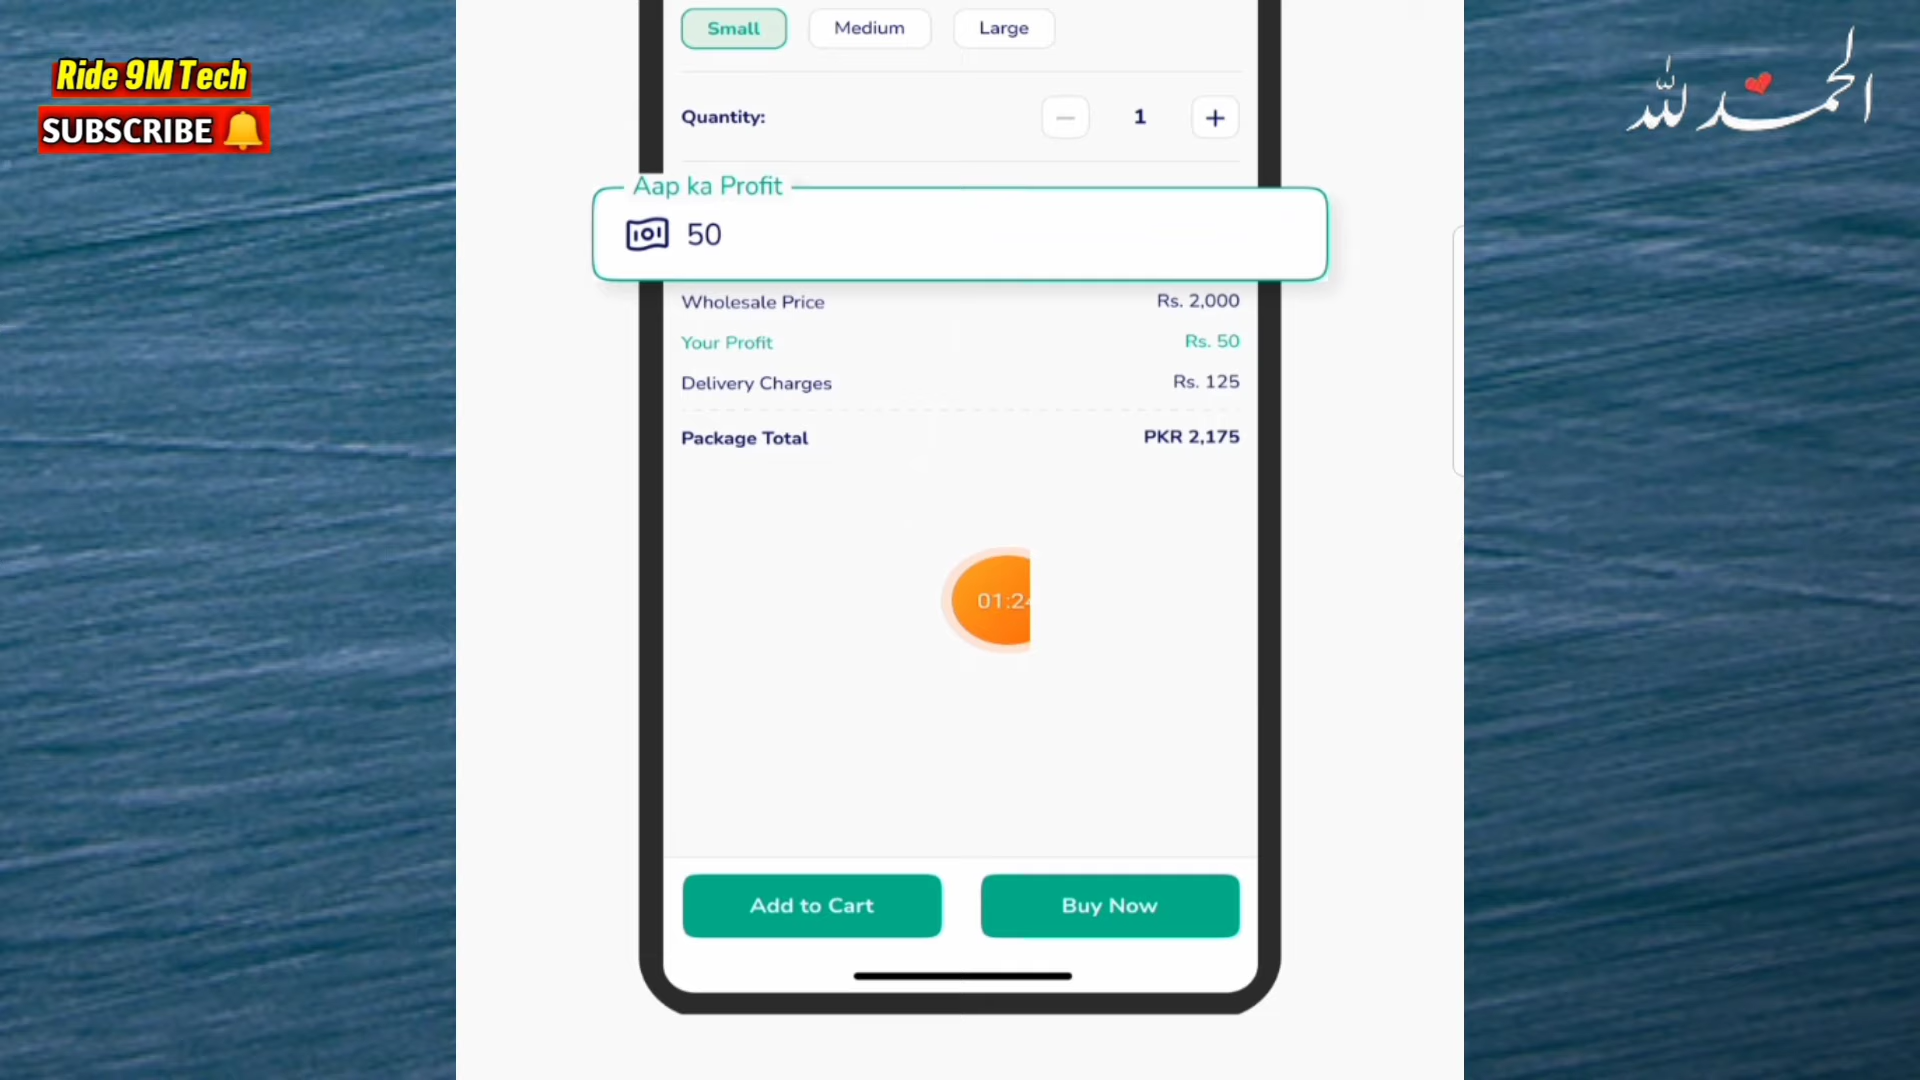 Ride 9M Tech
SUBSCRIBE
الحمد لله
Small Medium Large
Quantity: 1
Aap ka Profit
50
Wholesale Price Rs. 2,000
Your Profit Rs. 50
Delivery Charges Rs. 125
Package Total PKR 2,175
Add to Cart Buy Now